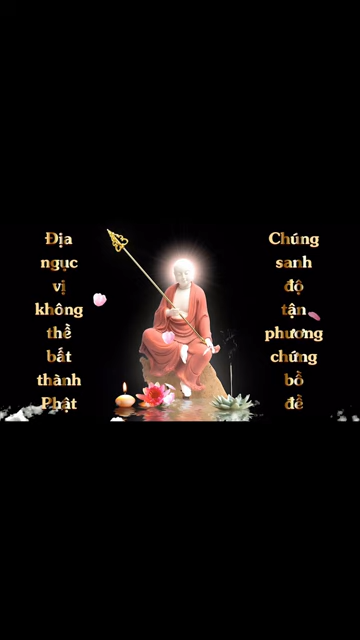 Địa
ngục
vị
không
thề
bất
thành
Phật
Chúng
sanh
độ
tận
phương
chứng
bồ
đề